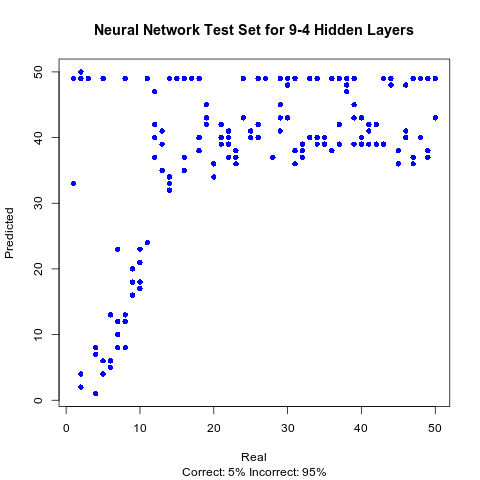 Neural Network Test Set for 9-4 Hidden Layers
Predicted
50
40
30
20
10
0
0 10 20 30 40 50
Real
Correct: 5% Incorrect: 95%